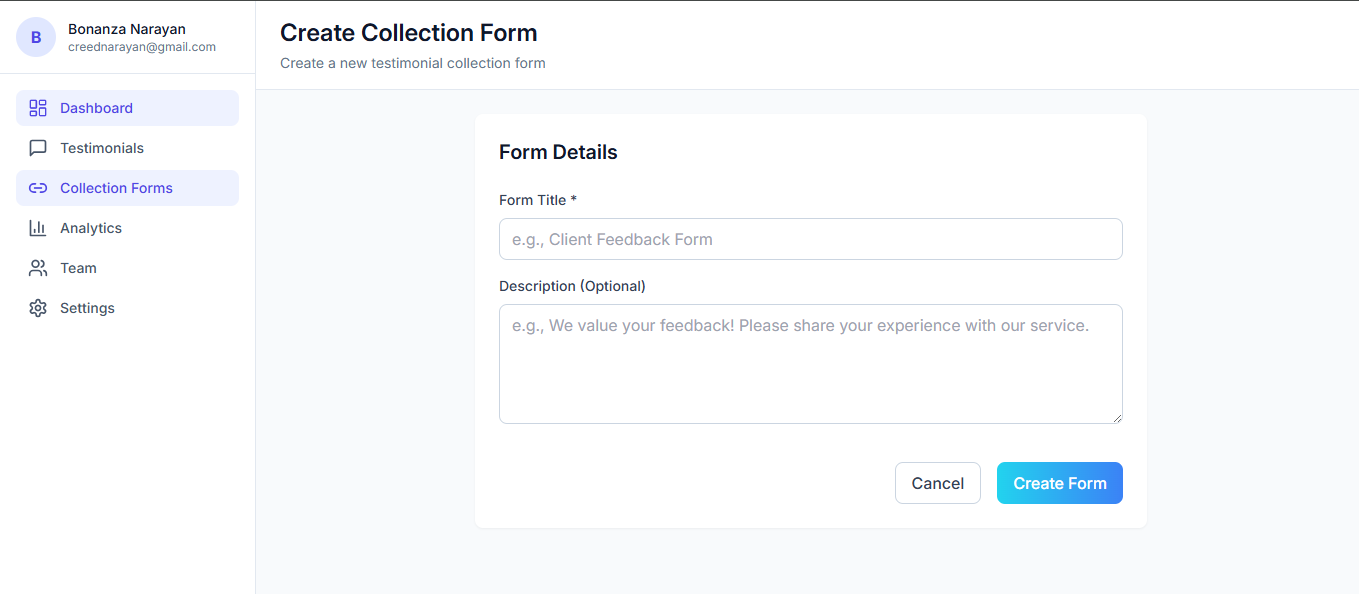 B
Bonanza Narayan
creednarayan@gmail.com
Dashboard
Testimonials
Collection Forms
Analytics
Team
Settings
Create Collection Form
Create a new testimonial collection form
Form Details
Form Title *
e.g., Client Feedback Form
Description (Optional)
e.g., We value your feedback! Please share your experience with our service.
Cancel
Create Form